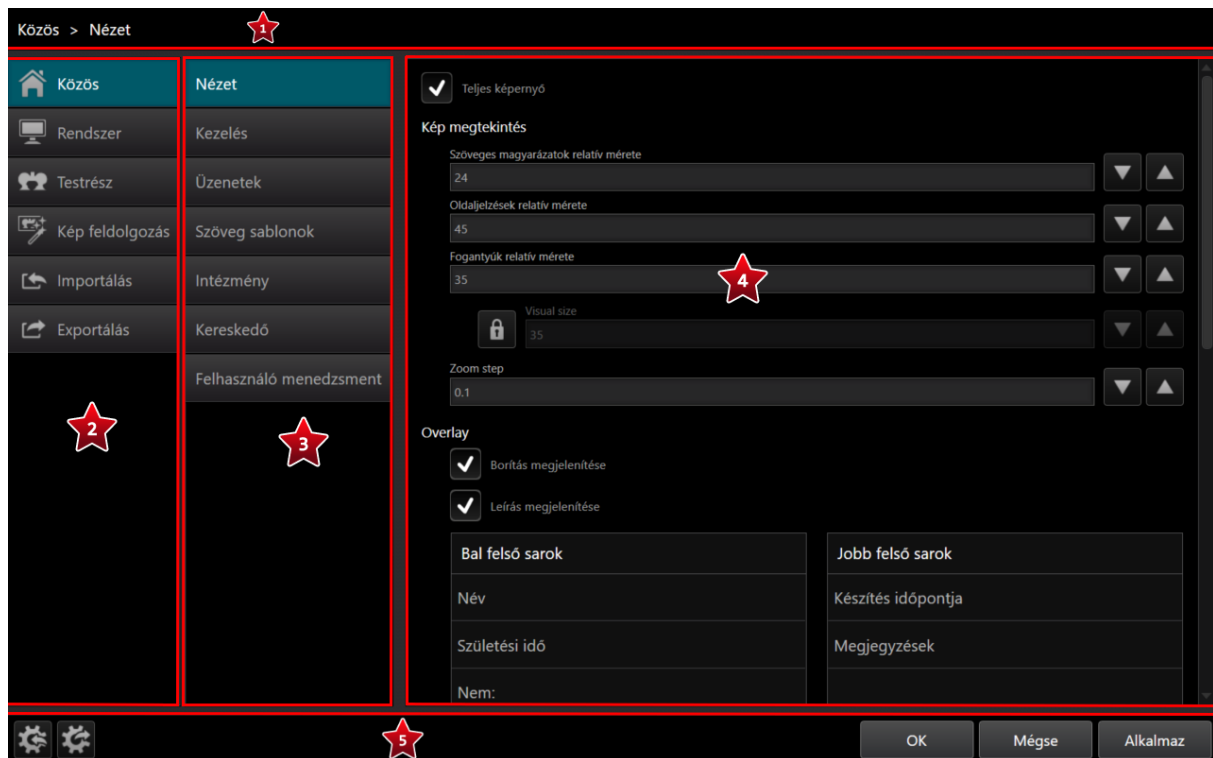 Közös > Nézet
1
Közös
Rendszer
Testrész
Kép feldolgozás
Importálás
Exportálás
2
Nézet
Kezelés
Üzenetek
Szöveg sablonok
Intézmény
Kereskedő
Felhasználó menedzsment
3
Teljes képernyő
Kép megtekintés
Szöveges magyarázatok relatív mérete
24
Oldaljelzések relatív mérete
45
Fogantyúk relatív mérete
35
4
Visual size
35
Zoom step
0.1
Overlay
Borítás megjelenítése
Leírás megjelenítése
Bal felső sarok
Név
Születési idő
Nem:
Jobb felső sarok
Készítés időpontja
Megjegyzések
5
OK
Mégse
Alkalmaz